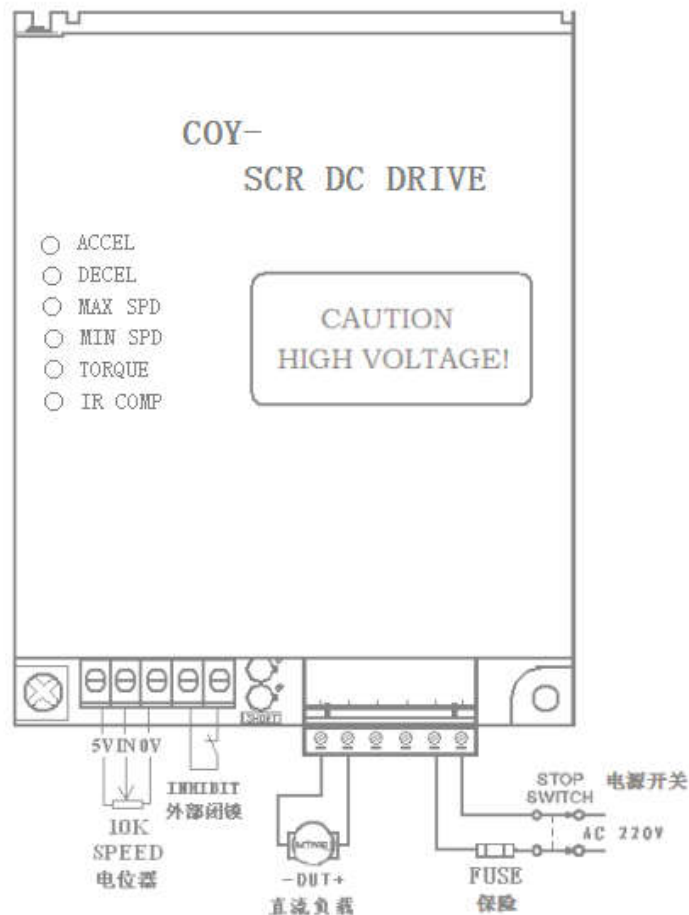 COY-
SCR DC DRIVE
ACCEL
DECEL
MAX SPD
MIN SPD
TORQUE
IR COMP
CAUTION
HIGH VOLTAGE!
SHORT
5V IN 0V
10K
SPEED
电位器
INHIBIT
外部闭锁
-OUT+
直流负载
FUSE
保险
STOP
SWITCH
电源开关
AC 220V